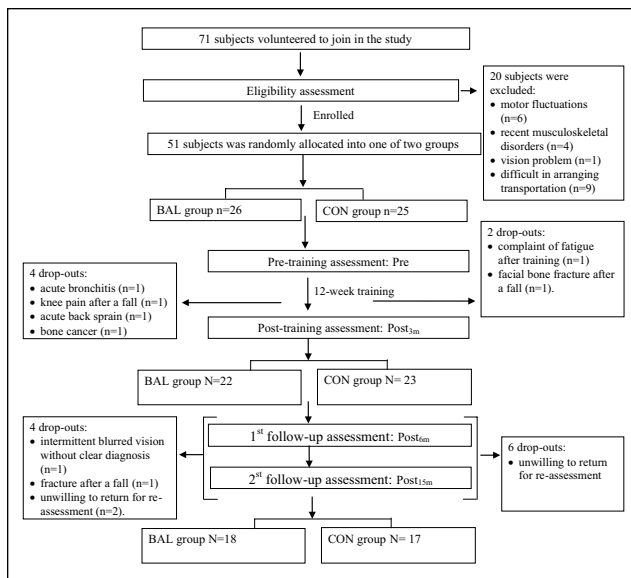 71 subjects volunteered to join in the study
Eligibility assessment
20 subjects were
excluded:
• motor fluctuations
(n=6)
• recent musculoskeletal
disorders (n=4)
• vision problem (n=1)
• difficult in arranging
transportation (n=9)
Enrolled
51 subjects was randomly allocated into one of two groups
BAL group n=26
CON group n=25
Pre-training assessment: Pre
2 drop-outs:
• complaint of fatigue
after training (n=1)
• facial bone fracture after
a fall (n=1).
4 drop-outs:
• acute bronchitis (n=1)
• knee pain after a fall (n=1)
• acute back sprain (n=1)
• bone cancer (n=1)
12-week training
Post-training assessment: Post3m
BAL group N=22
CON group N= 23
4 drop-outs:
• intermittent blurred vision
without clear diagnosis
(n=1)
• fracture after a fall (n=1)
• unwilling to return for re-
assessment (n=2).
1st follow-up assessment: Post6m
2st follow-up assessment: Post15m
6 drop-outs:
• unwilling to return
for re-assessment
BAL group N=18
CON group N= 17